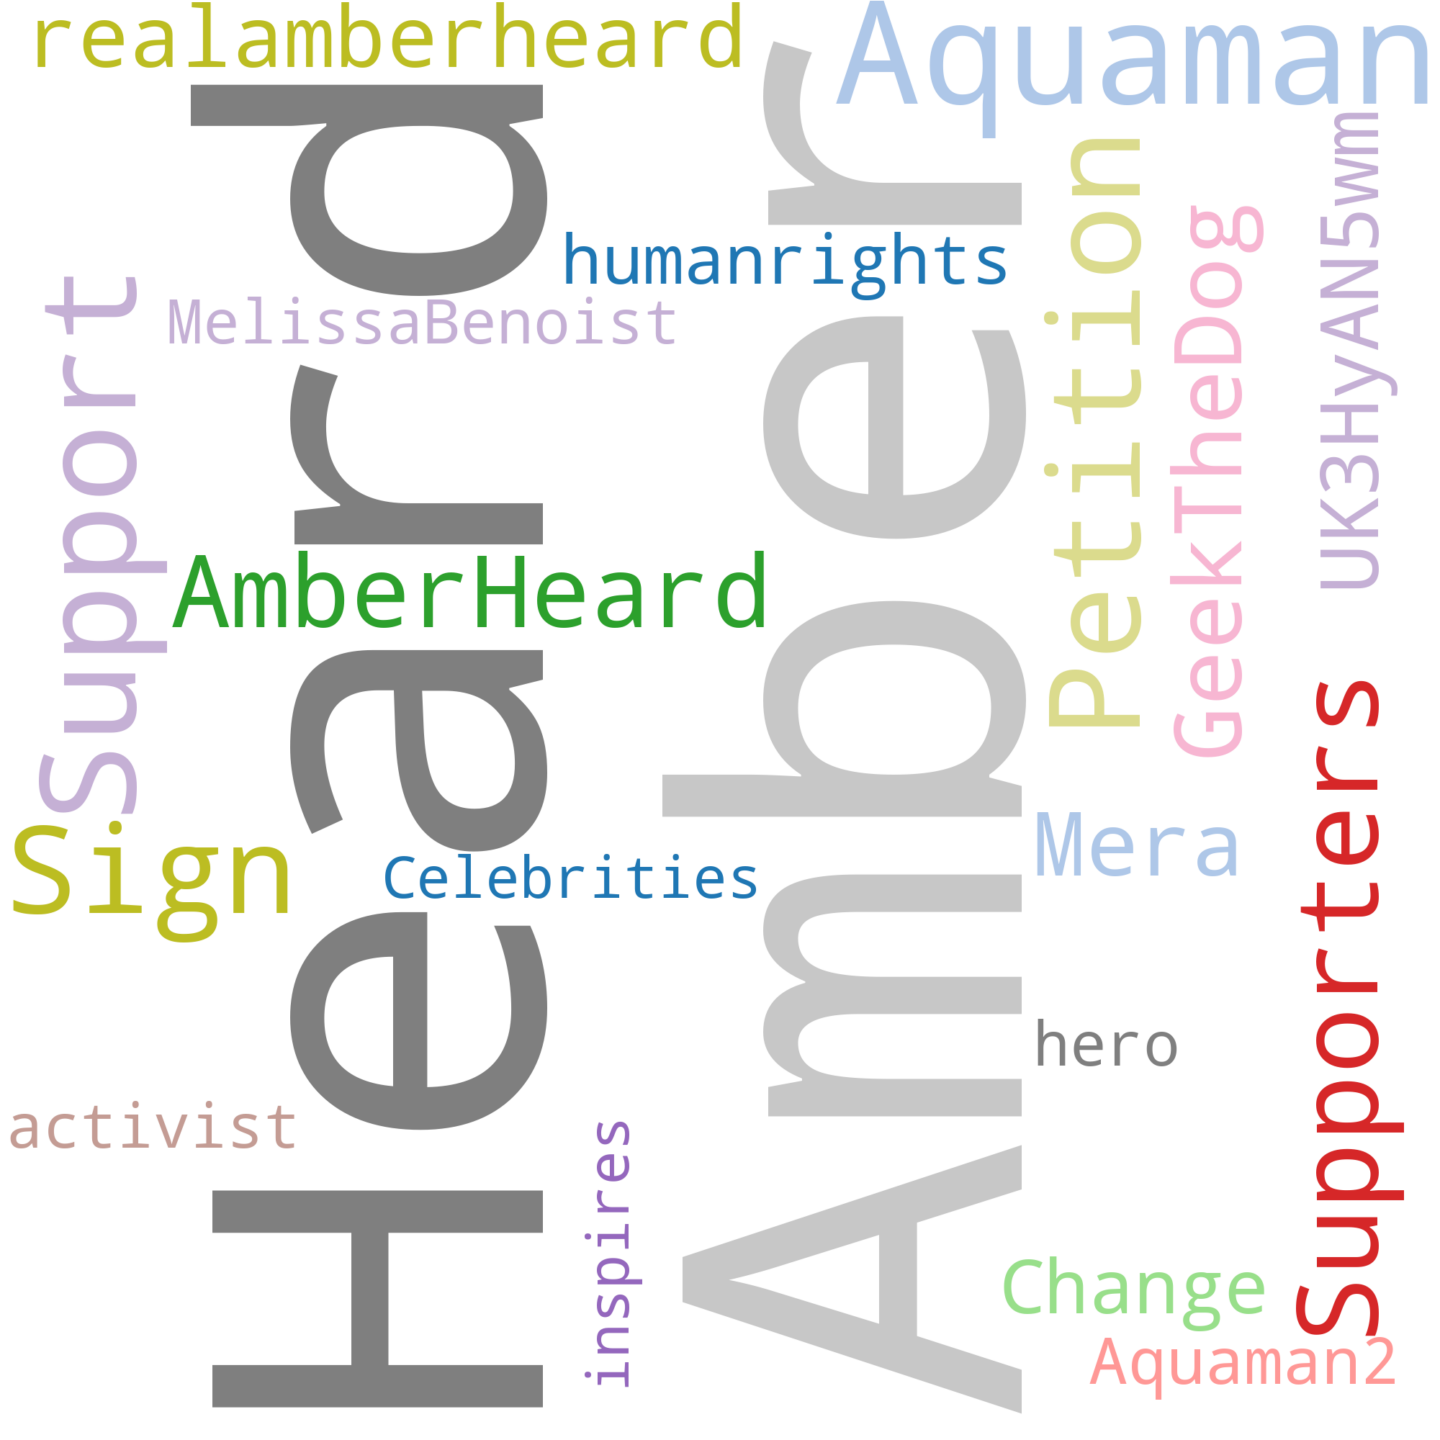 realamberheard
Aquaman
Heard
Amber
humanrights
MelissaBenoist
Support
Petition
GeekTheDog
UK3HyAN5wm
AmberHeard
Sign
Celebrities
Mera
Supporters
hero
activist
inspires
Change
Aquaman2